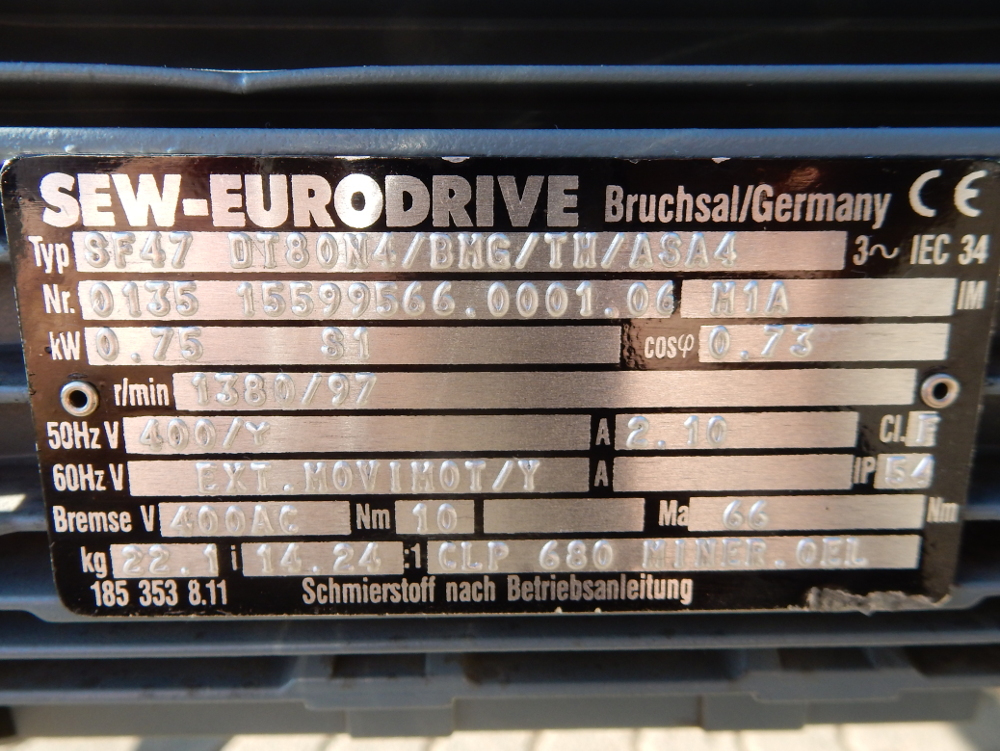 SEW-EURODRIVE Bruchsal/Germany CE
Typ SF47 DT80N4/BMG/TM/ASA4 3~ IEC 34
Nr. 0135 15599566.0001.06 M1A IM
kW 0.75 S1 cosφ 0.73
r/min 1380/97
50Hz V 400/Y A 2.10 Cl. F
60Hz V EXT.MOVIMOT/Y A IP 54
Bremse V 400AC Nm 10 Ma 66 Nm
kg 22.1 i 14.24 :1 CLP 680 MINER.OEL
185 353 8.11 Schmierstoff nach Betriebsanleitung